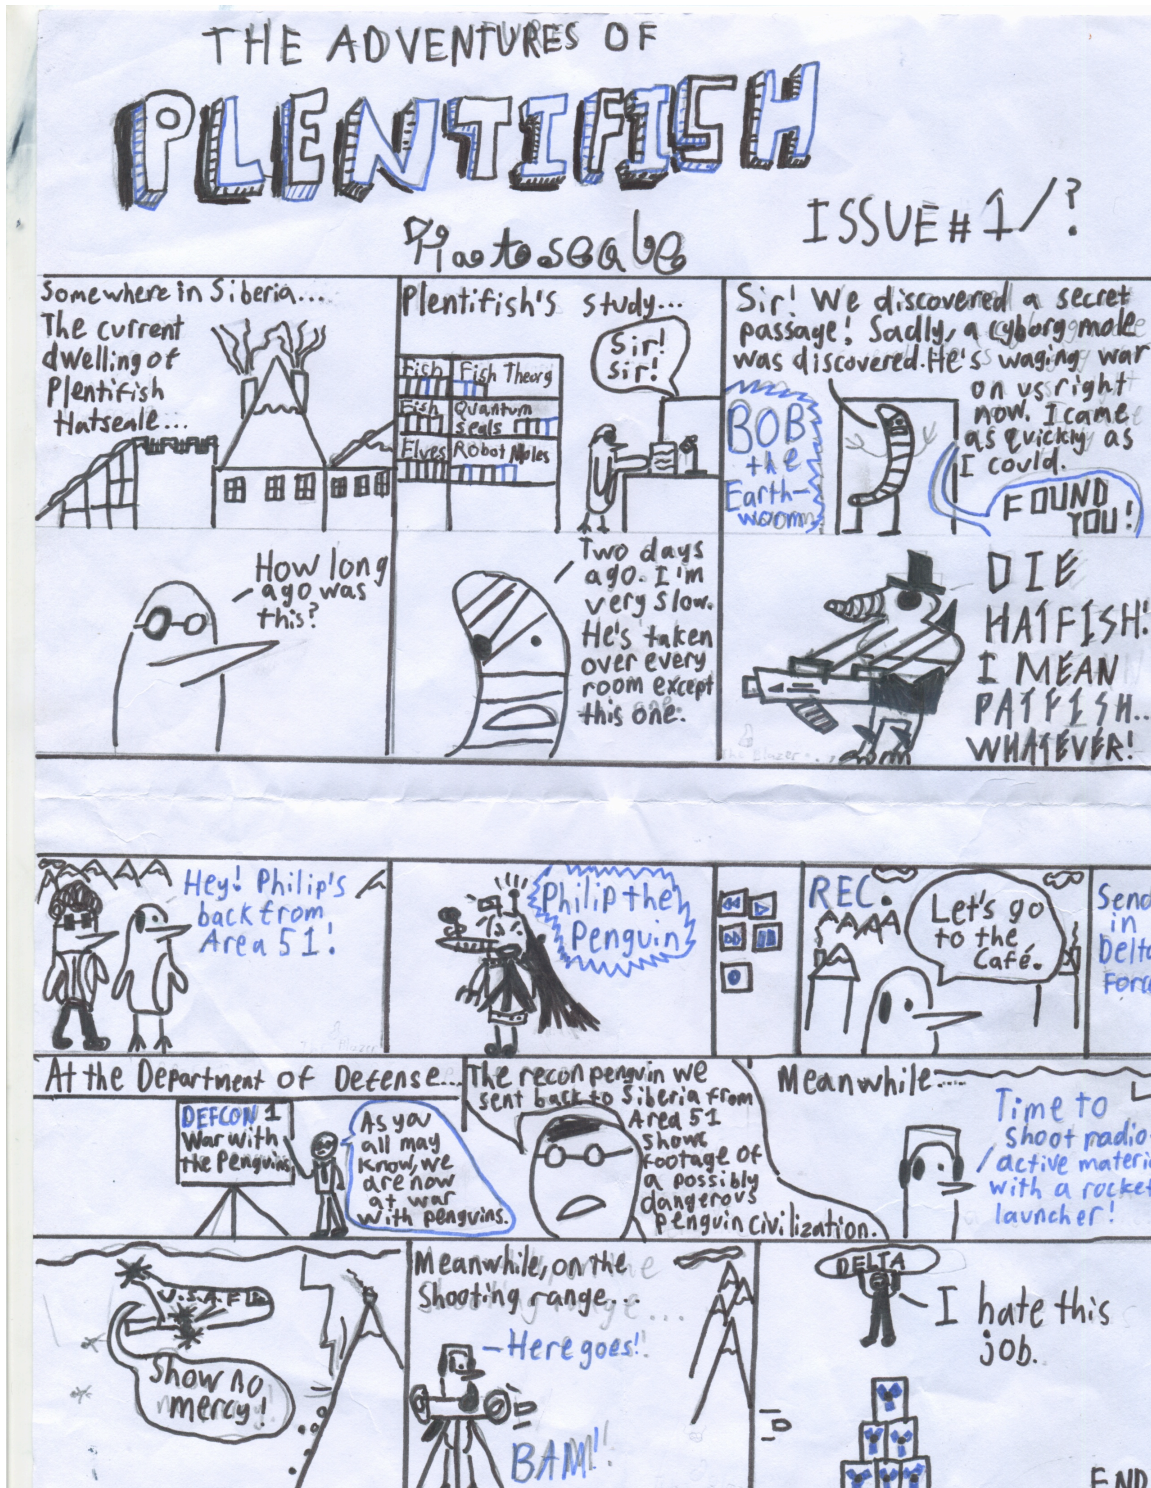 THE ADVENTURES OF
PLENTIFISH
ISSUE # 1/?
Somewhere in Siberia...
The current
dwelling of
Plentifish
Hatseale...
Plentifish's study...
Sir!
Sir!
Fish
Fish Theory
Fish
Quantum
seals
Elves
Robot Moles
Sir! We discovered a secret
passage! Sadly, a cyborg mole
was discovered. He's waging war
on us right
now. I came
as quickly as
I could.
BOB
the
Earth-
worm
FOUND
YOU!
How long
ago was
this?
Two days
ago. I'm
very slow.
He's taken
over every
room except
this one.
DIE
HATFISH!
I MEAN
PATFISH..
WHATEVER!
Hey! Philip's
back from
Area 51!
Philip the
Penguin
REC.
Let's go
to the
Café.
Send
in
Delta
Force
At the Department of Defense...
DEFCON 1
War with
the Penguins
As you
all may
know, we
are now
at war
with penguins.
The recon penguin we
sent back to Siberia from
Area 51
shows
footage of
a possibly
dangerous
penguin civilization.
Meanwhile.....
Time to
shoot radio-
active materi
with a rocket
launcher!
U.S.A.F
Show no
mercy!
Meanwhile, on the
Shooting range...
-Here goes!!
BAM!!
DELTA
I hate this
job.
END